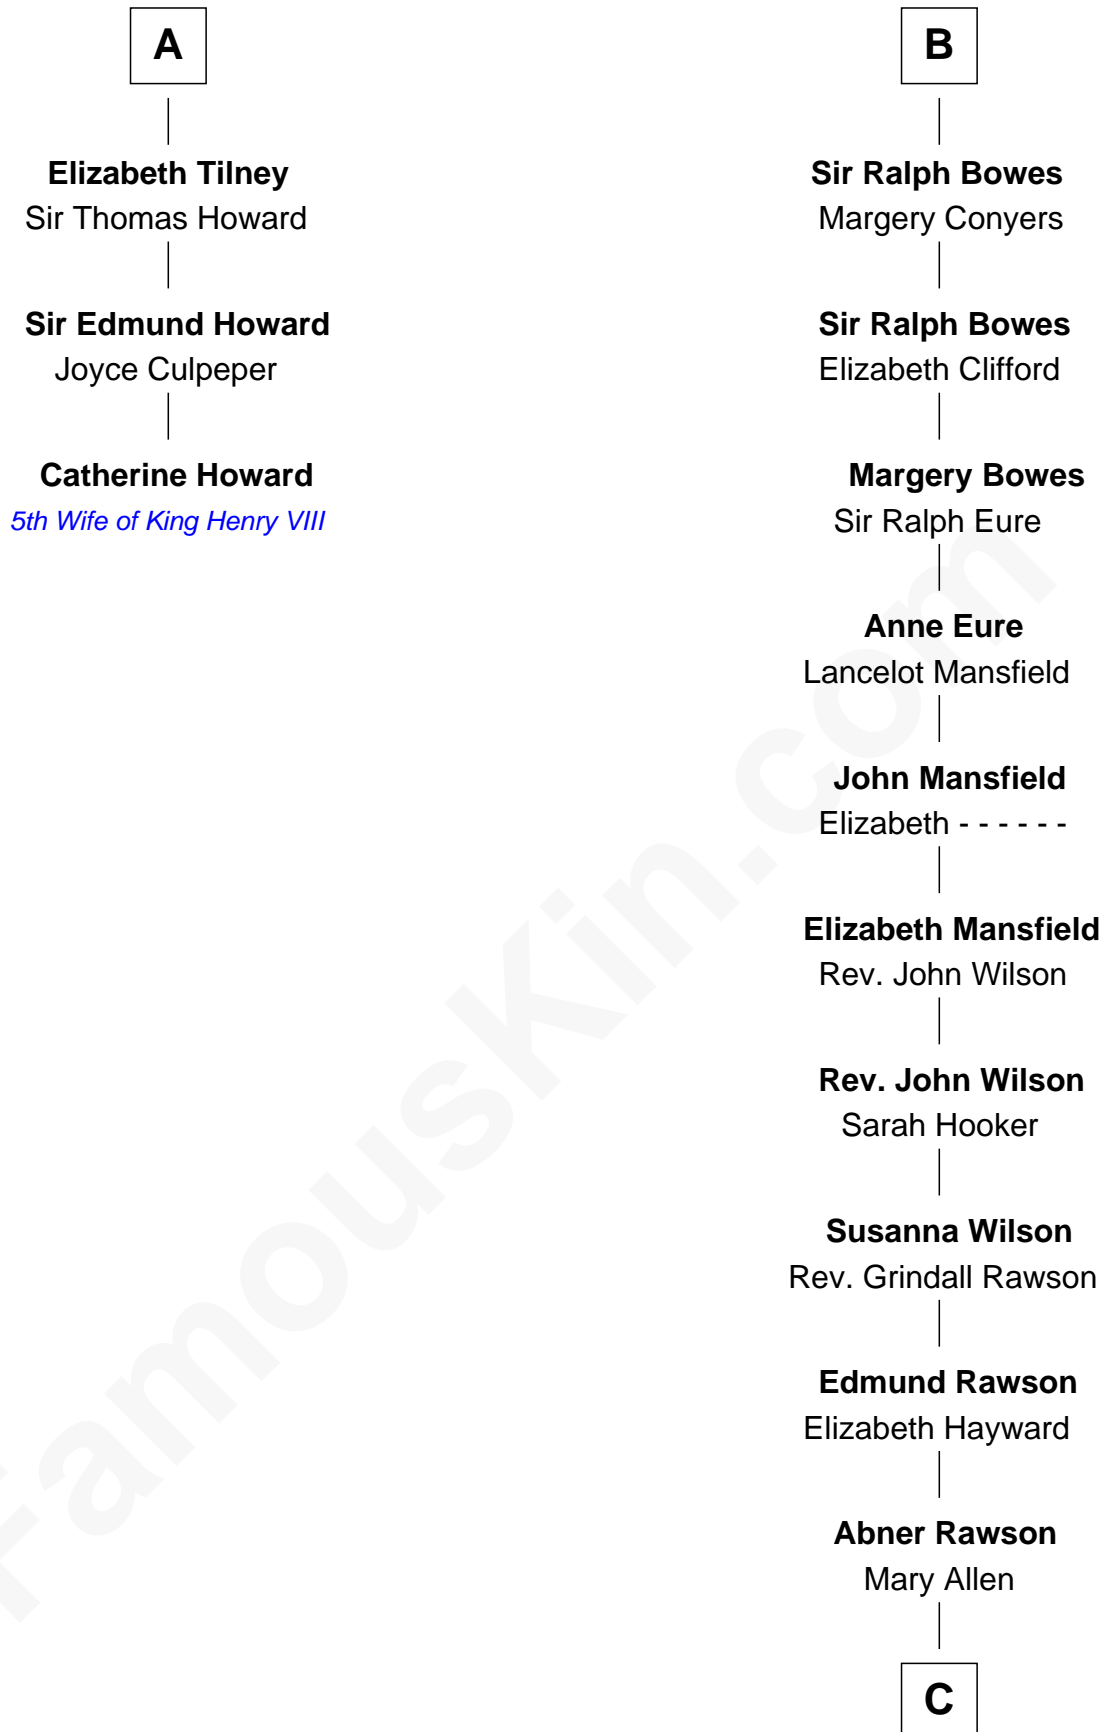 A
Elizabeth Tilney
Sir Thomas Howard
Sir Edmund Howard
Joyce Culpeper
Catherine Howard
5th Wife of King Henry VIII
B
Sir Ralph Bowes
Margery Conyers
Sir Ralph Bowes
Elizabeth Clifford
Margery Bowes
Sir Ralph Eure
Anne Eure
Lancelot Mansfield
John Mansfield
Elizabeth - - - - - -
Elizabeth Mansfield
Rev. John Wilson
Rev. John Wilson
Sarah Hooker
Susanna Wilson
Rev. Grindall Rawson
Edmund Rawson
Elizabeth Hayward
Abner Rawson
Mary Allen
C
FamousKin.com